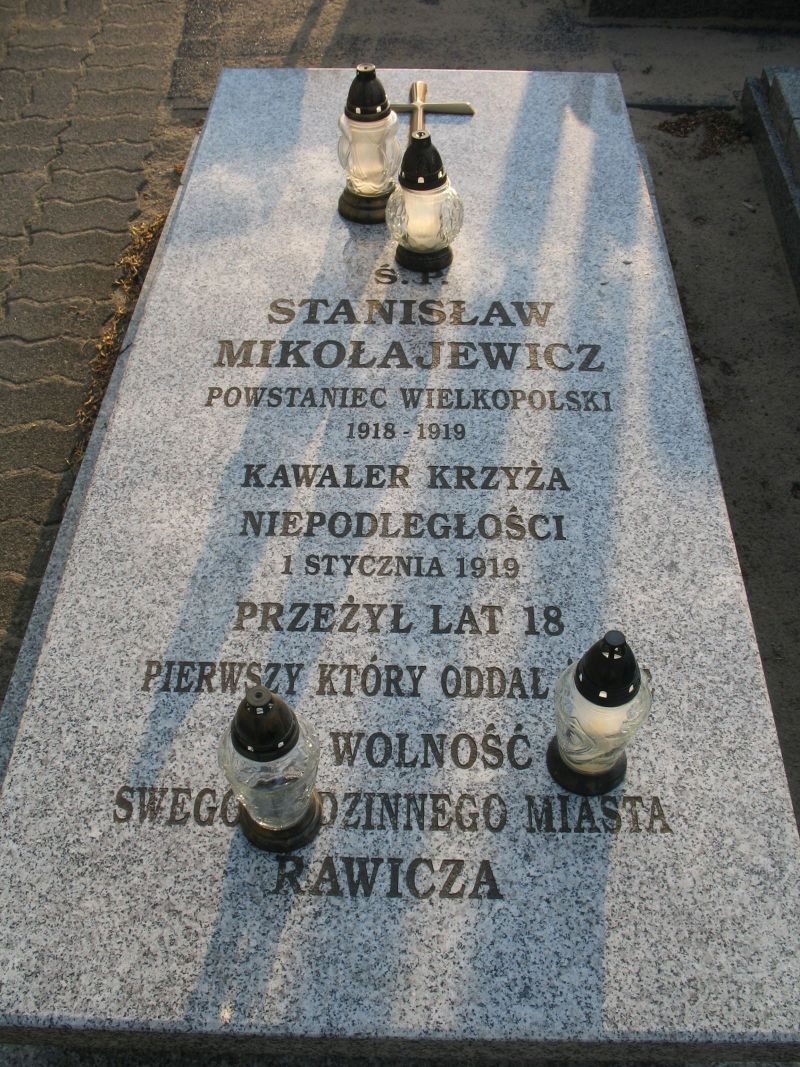 Ś. P.
STANISŁAW
MIKOŁAJEWICZ
POWSTANIEC WIELKOPOLSKI
1918 - 1919
KAWALER KRZYŻA
NIEPODLEGŁOŚCI
1 STYCZNIA 1919
PRZEŻYŁ LAT 18
PIERWSZY KTÓRY ODDAŁ
WOLNOŚĆ
SWEGO MIASTA
RAWICZA